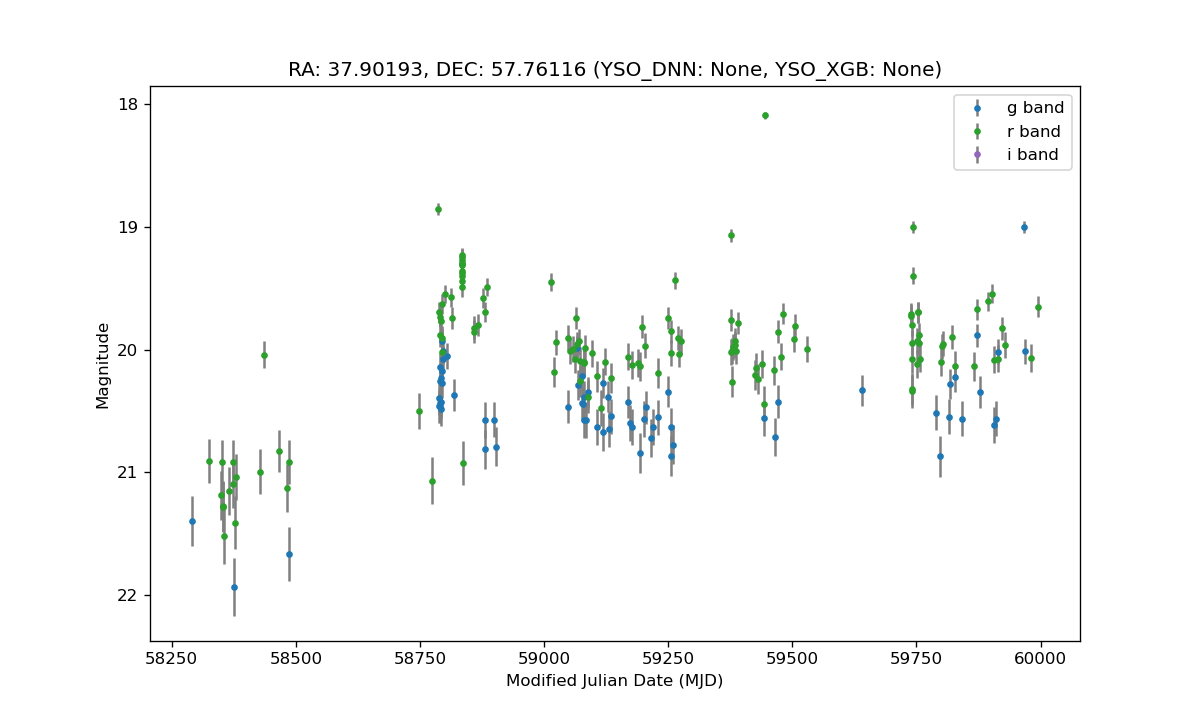 RA: 37.90193, DEC: 57.76116 (YSO_DNN: None, YSO_XGB: None)
g band
r band
i band
18
19
20
21
22
Magnitude
58250 58500 58750 59000 59250 59500 59750 60000
Modified Julian Date (MJD)